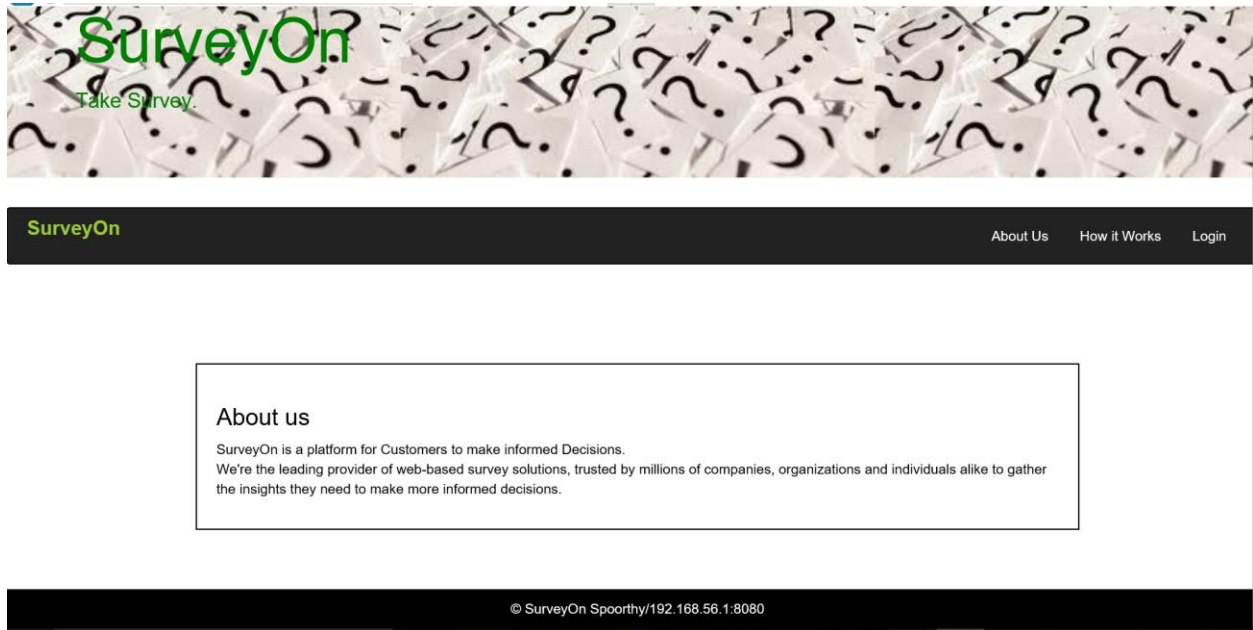 SurveyOn
Take Survey.
SurveyOn
About Us How it Works Login
About us
SurveyOn is a platform for Customers to make informed Decisions.
We're the leading provider of web-based survey solutions, trusted by millions of companies, organizations and individuals alike to gather
the insights they need to make more informed decisions.
© SurveyOn Spoorthy/192.168.56.1:8080